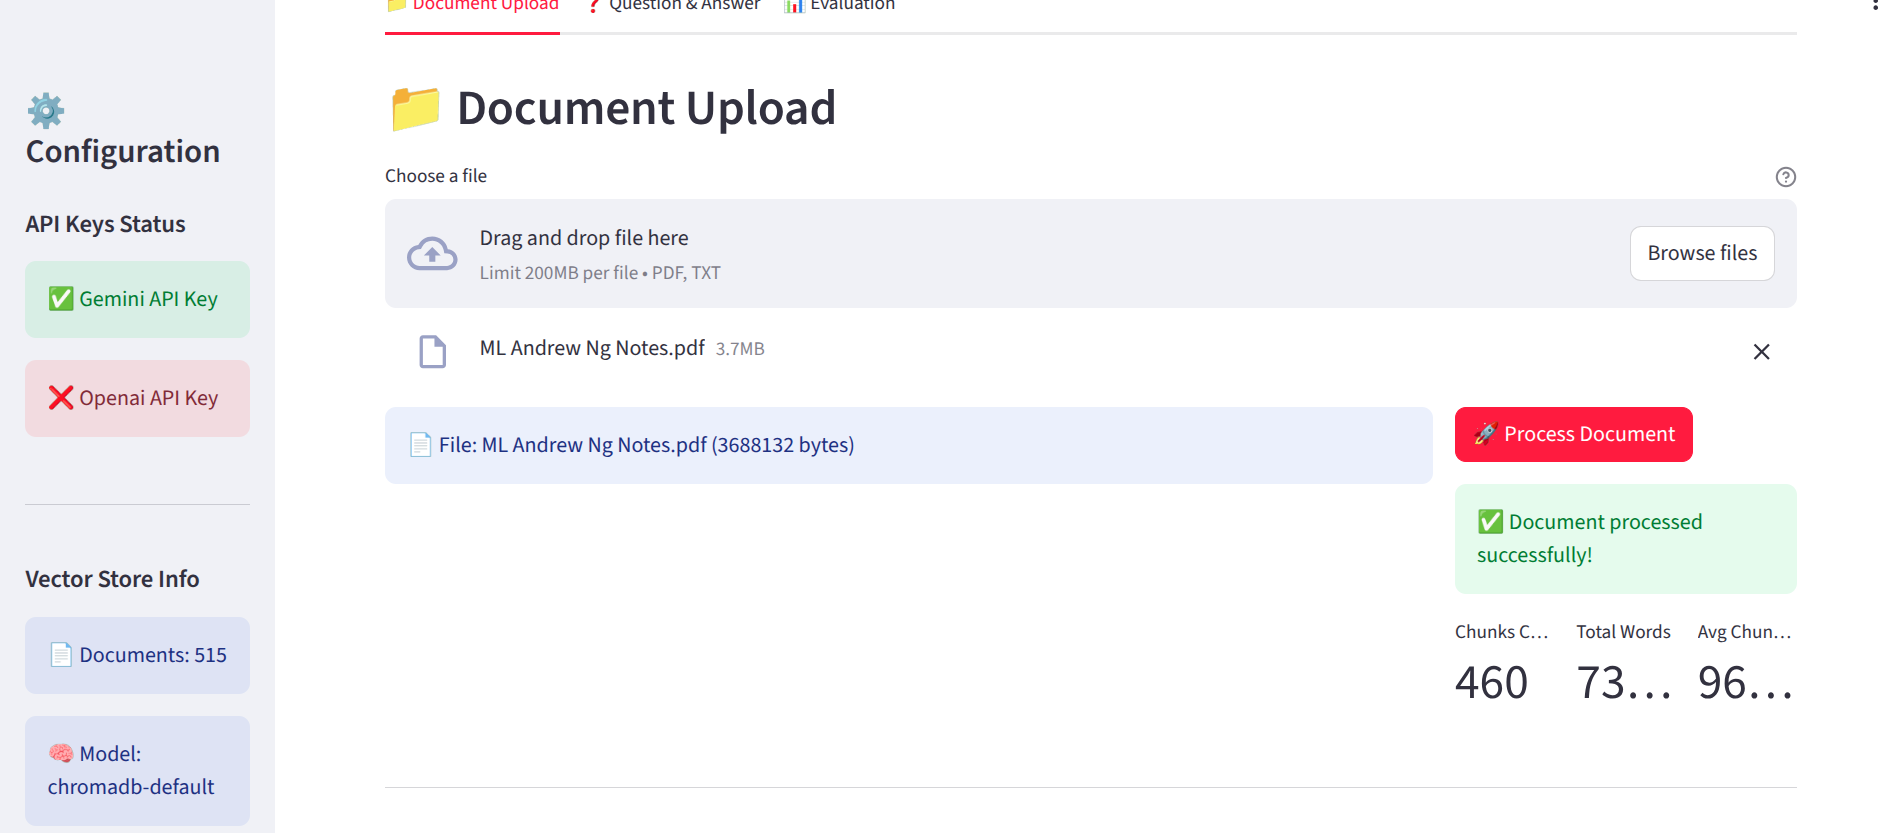 Document Upload
Question & Answer
Evaluation
Configuration
API Keys Status
Gemini API Key
Openai API Key
Vector Store Info
Documents: 515
Model:
chromadb-default
Document Upload
Choose a file
Drag and drop file here
Limit 200MB per file • PDF, TXT
Browse files
ML Andrew Ng Notes.pdf 3.7MB
File: ML Andrew Ng Notes.pdf (3688132 bytes)
Process Document
Document processed
successfully!
Chunks C… Total Words Avg Chun…
460 73… 96…